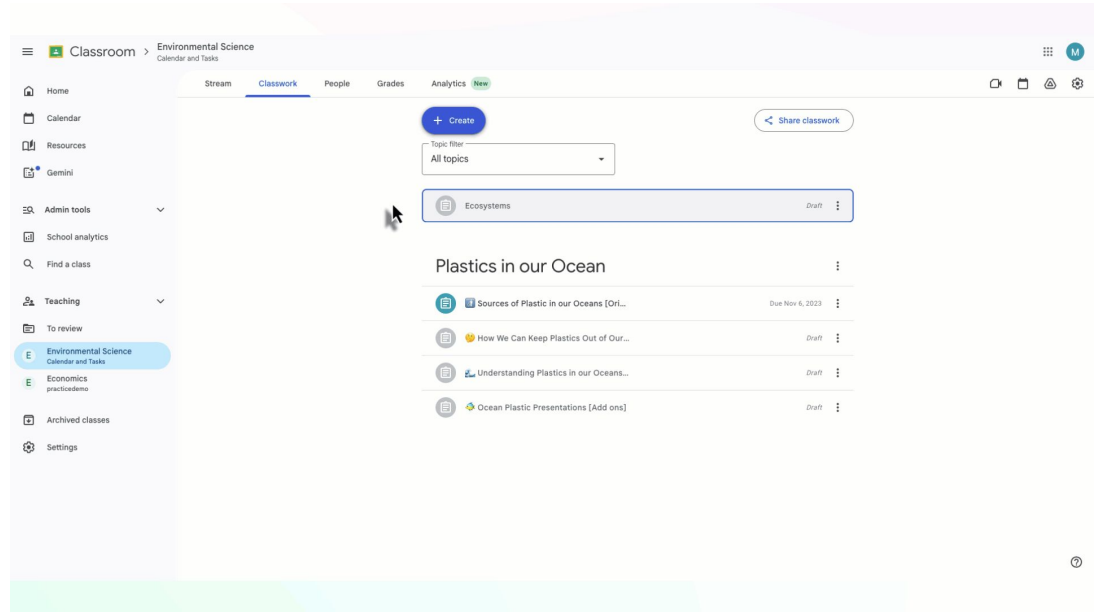 Classroom > Environmental Science
Calendar and Tasks
M
Home
Calendar
Resources
Gemini
Admin tools
School analytics
Find a class
Teaching
To review
E Environmental Science
Calendar and Tasks
E Economics
practicedemo
Archived classes
Settings
Stream Classwork People Grades Analytics New
+ Create
Share classwork
Topic filter
All topics
Ecosystems Draft
Plastics in our Ocean
Sources of Plastic in our Oceans [Ori... Due Nov 6, 2023
How We Can Keep Plastics Out of Our... Draft
Understanding Plastics in our Oceans... Draft
Ocean Plastic Presentations [Add ons] Draft